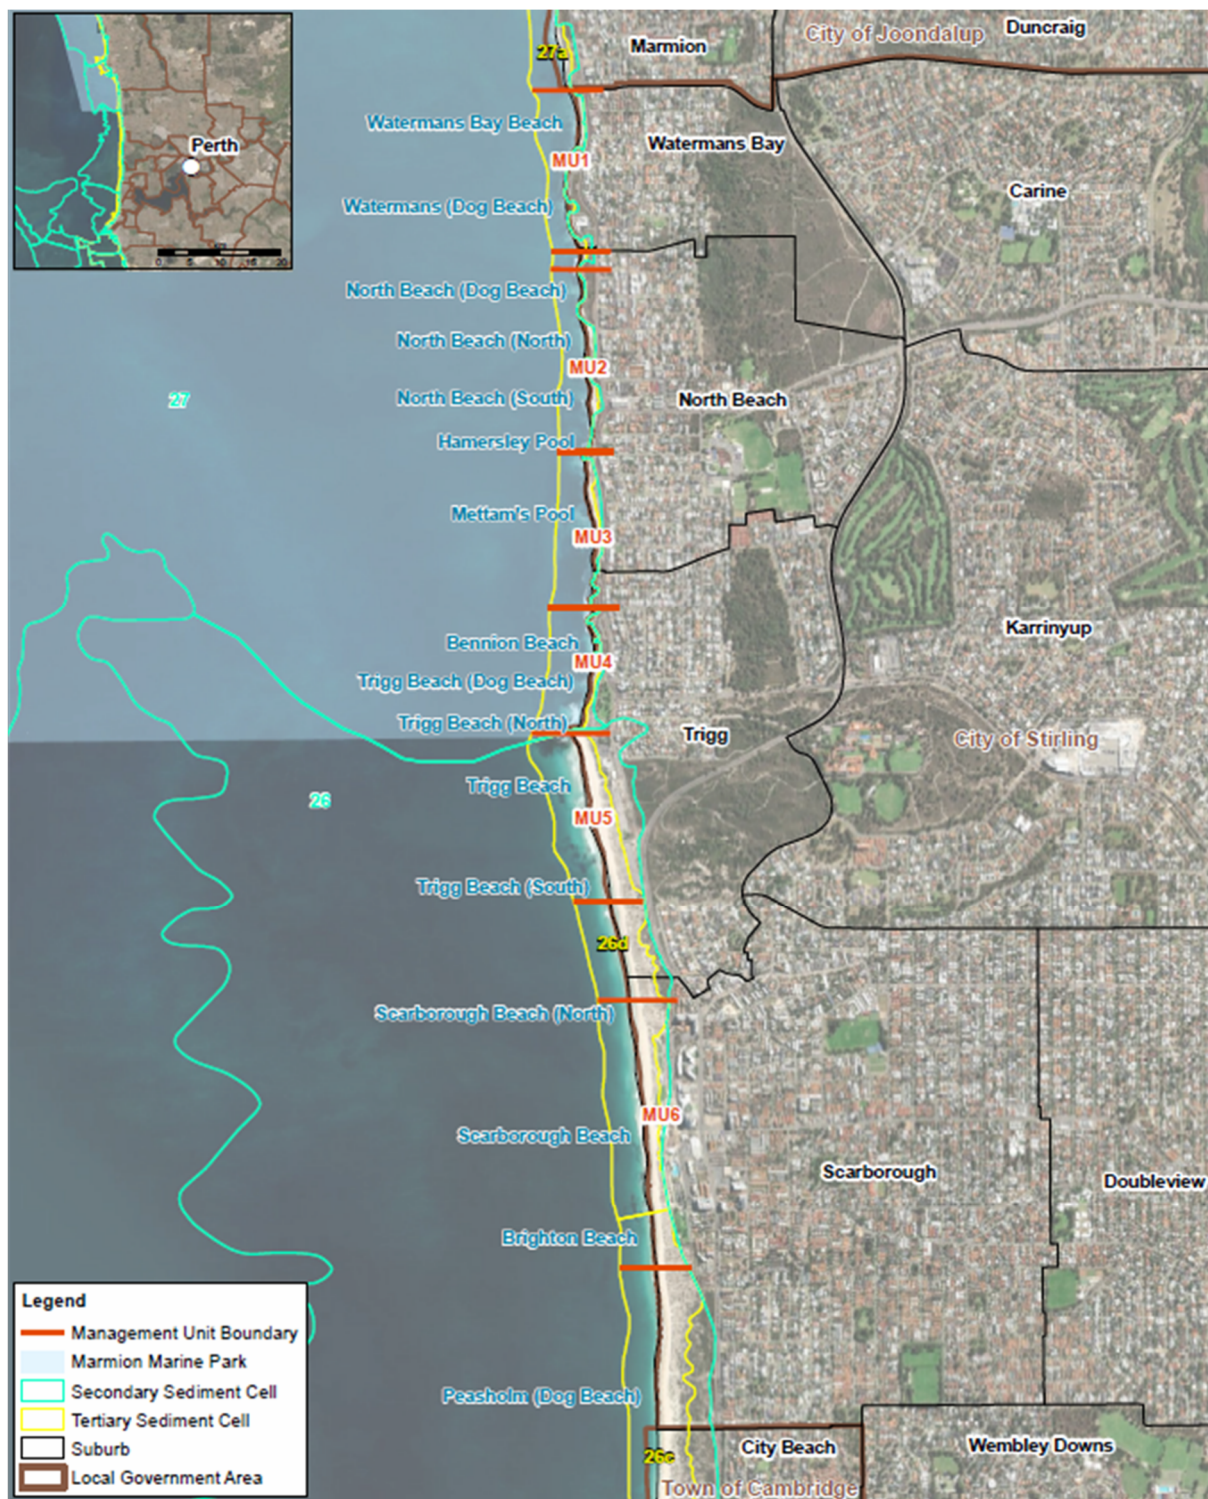 Duncraig
City of Joondalup
Marmion
27a
Watermans Bay Beach
Perth
Watermans Bay
MU1
Carine
Watermans (Dog Beach)
0 5 10 15 20
North Beach (Dog Beach)
North Beach (North)
MU2
27
North Beach (South)
North Beach
Hamersley Pool
Mettam's Pool
MU3
Karrinyup
Bennion Beach
MU4
Trigg Beach (Dog Beach)
Trigg Beach (North)
Trigg
City of Stirling
Trigg Beach
26
MU5
Trigg Beach (South)
26d
Scarborough Beach (North)
MU6
Scarborough Beach
Scarborough
Doubleview
Brighton Beach
Legend
Management Unit Boundary
Marmion Marine Park
Secondary Sediment Cell
Tertiary Sediment Cell
Suburb
Local Government Area
Peasholm (Dog Beach)
City Beach
Wembley Downs
26c
Town of Cambridge